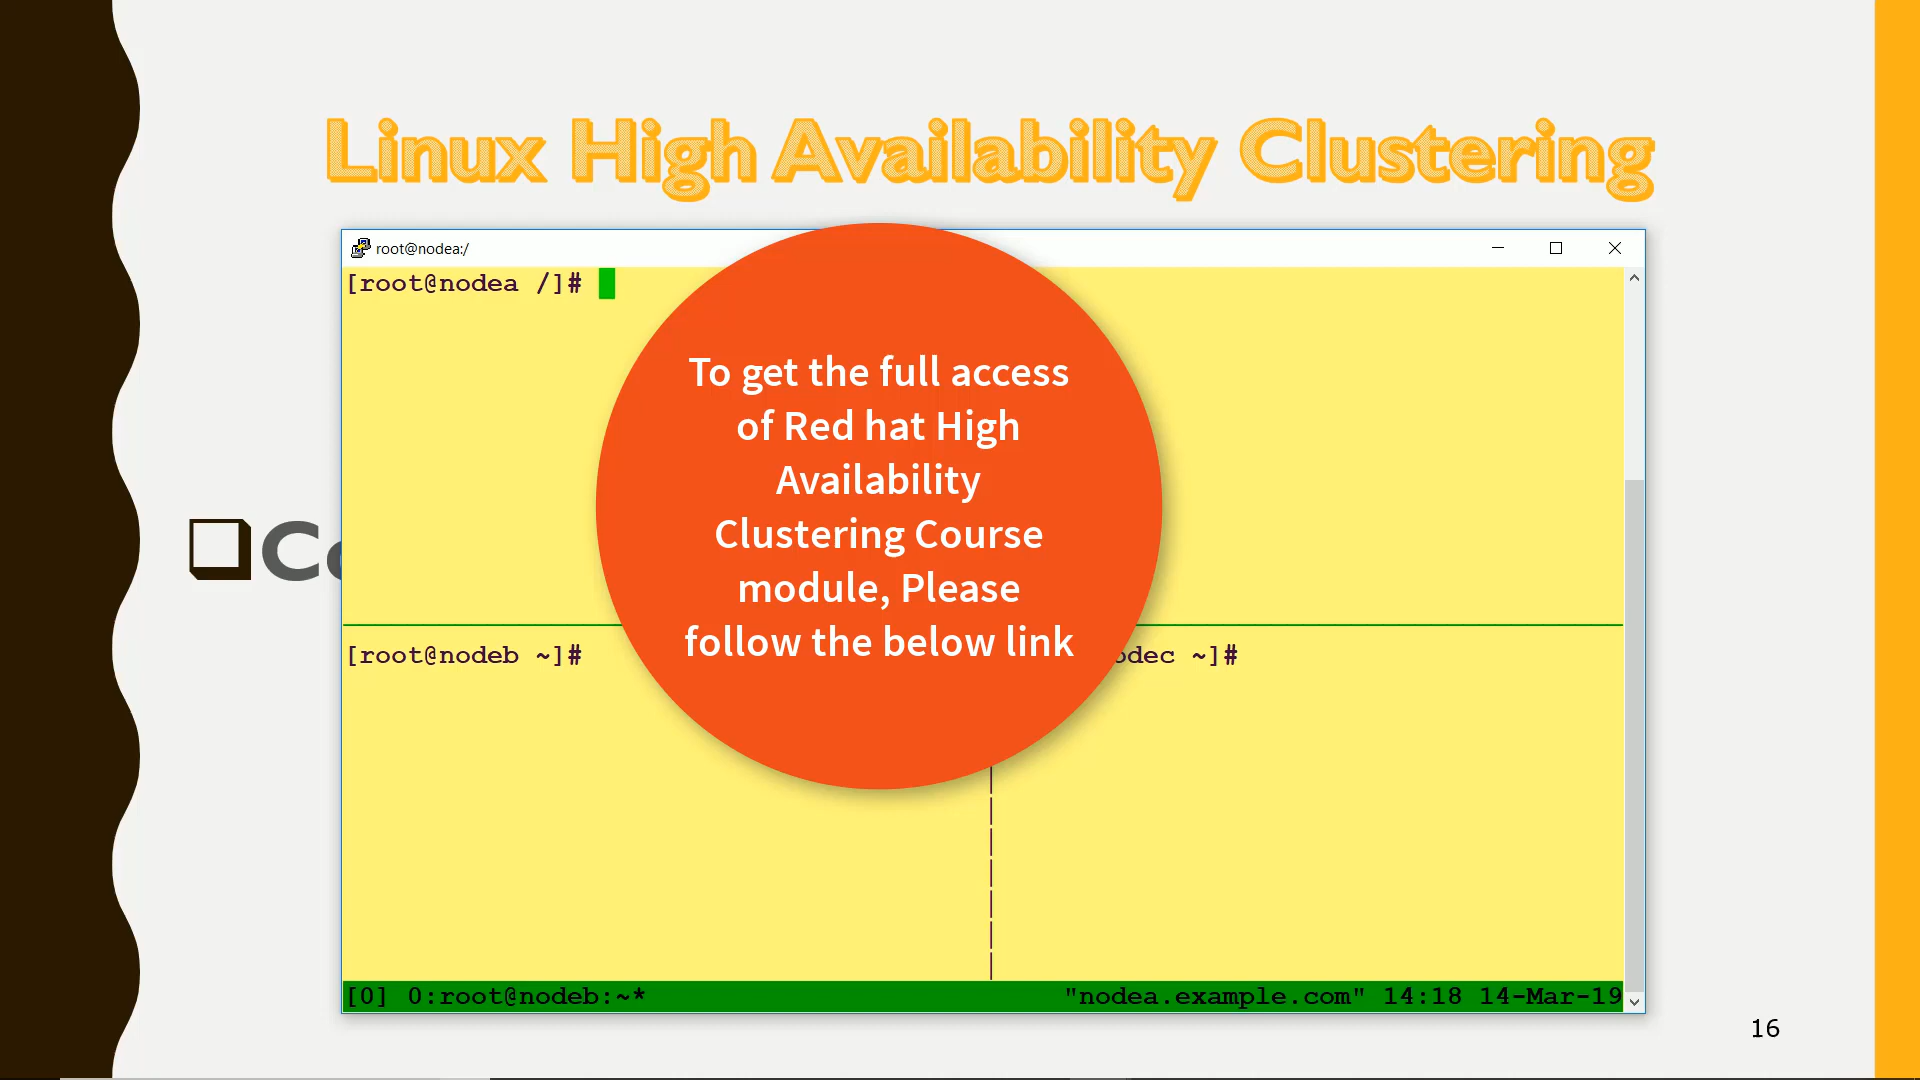 Linux High Availability Clustering
root@nodea:/
[root@nodea /]#
To get the full access
of Red hat High
Availability
Clustering Course
module, Please
follow the below link
[root@nodeb ~]#
~]#
[0] 0:root@nodeb:~* "nodea.example.com" 14:18 14-Mar-19
16